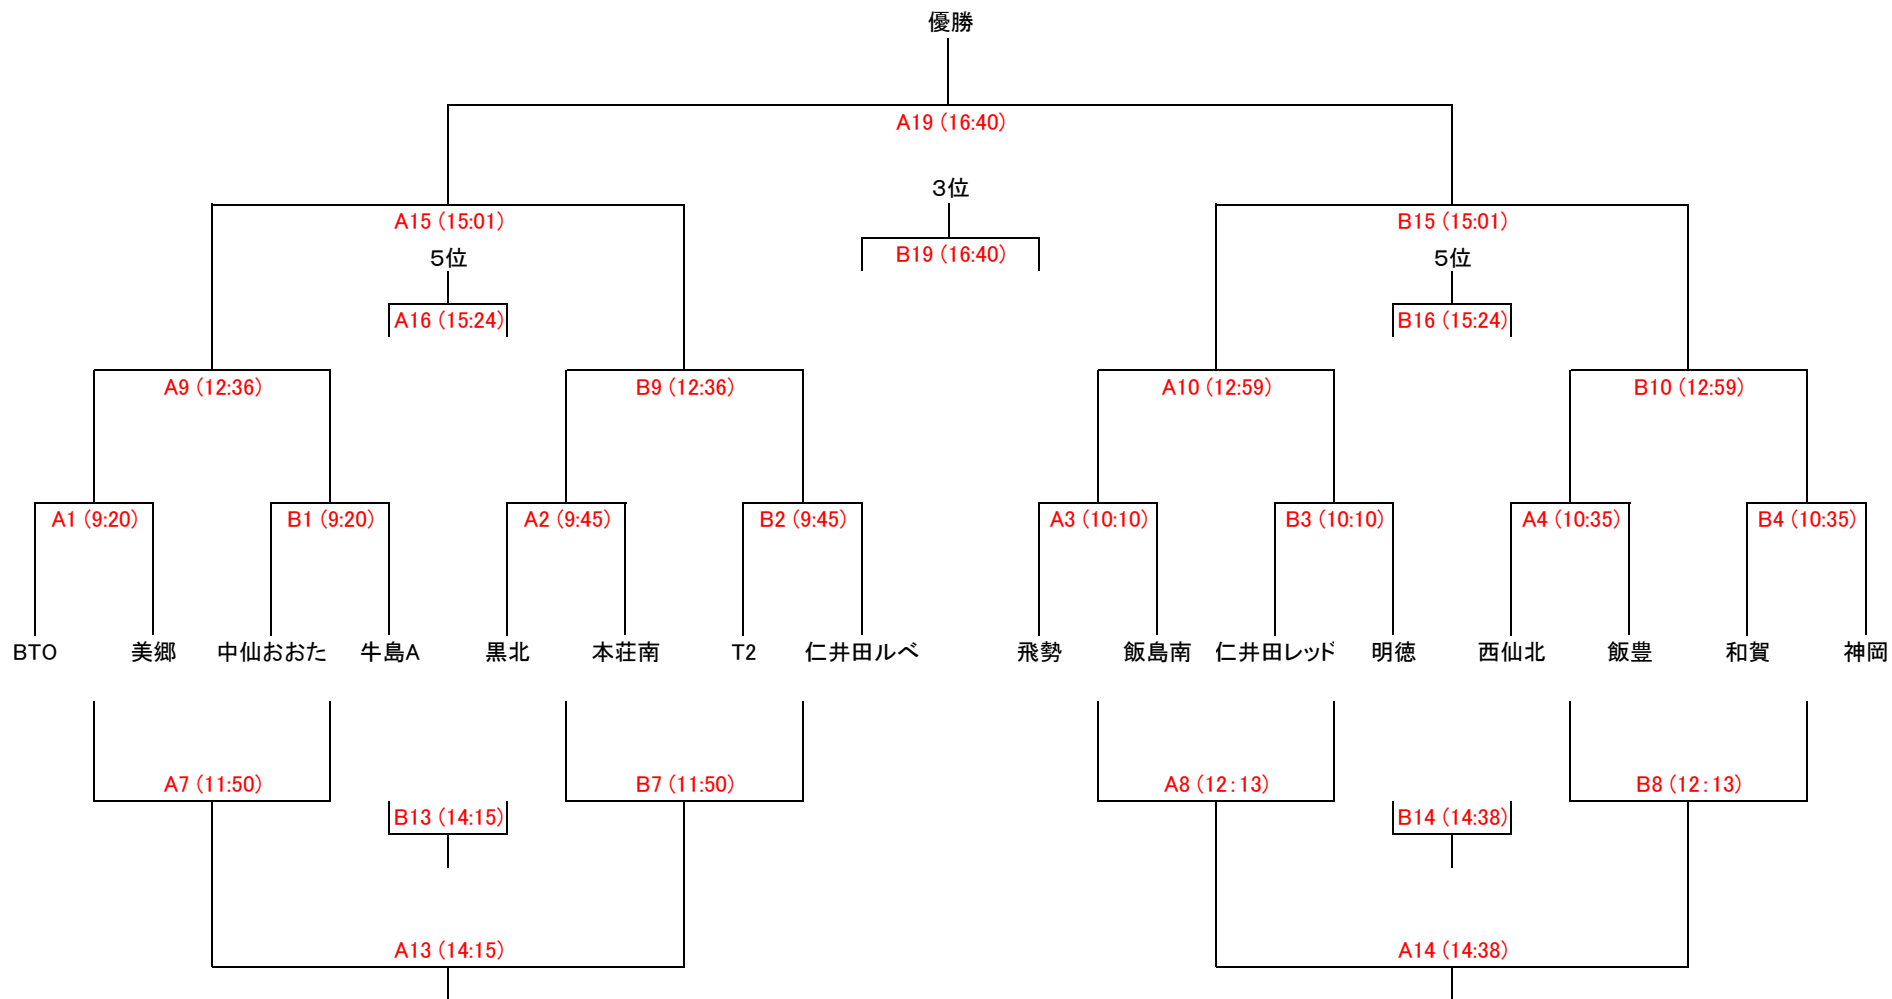 優勝
A19 (16:40)
3位
A15 (15:01)
B15 (15:01)
5位
B19 (16:40)
5位
A16 (15:24)
B16 (15:24)
A9 (12:36)
B9 (12:36)
A10 (12:59)
B10 (12:59)
A1 (9:20)
B1 (9:20)
A2 (9:45)
B2 (9:45)
A3 (10:10)
B3 (10:10)
A4 (10:35)
B4 (10:35)
BTO
美郷
中仙おおた
牛島A
黒北
本荘南
T2
仁井田ルベ
飛勢
飯島南
仁井田レッド
明徳
西仙北
飯豊
和賀
神岡
A7 (11:50)
B7 (11:50)
A8 (12：13)
B8 (12：13)
B13 (14:15)
B14 (14:38)
A13 (14:15)
A14 (14:38)